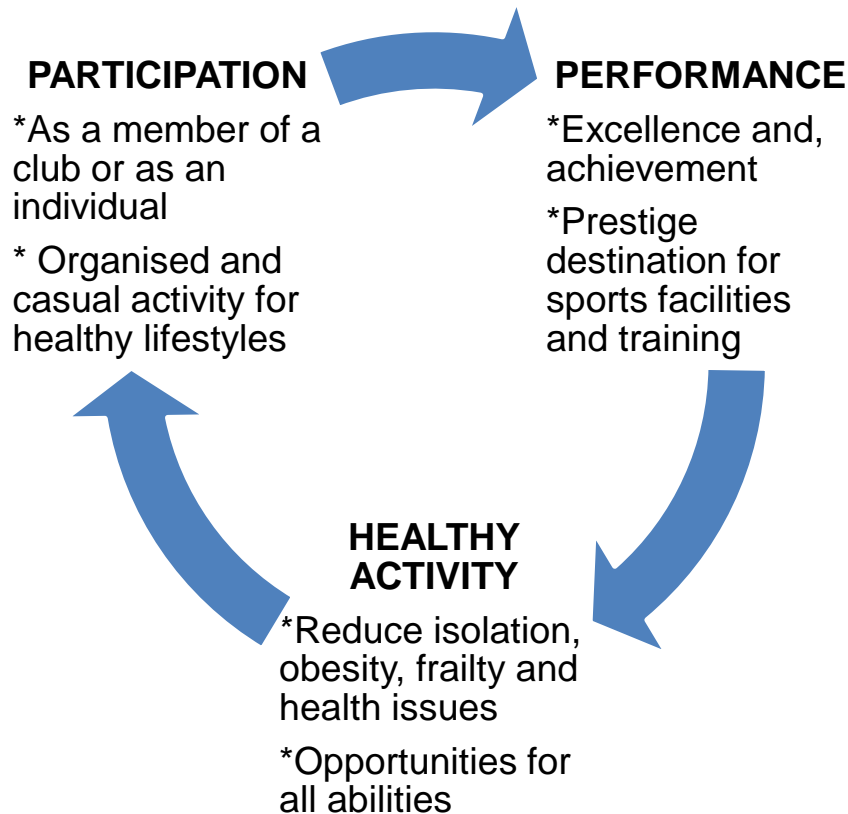 PARTICIPATION
*As a member of a
club or as an
individual
* Organised and
casual activity for
healthy lifestyles
PERFORMANCE
*Excellence and,
achievement
*Prestige
destination for
sports facilities
and training
HEALTHY
ACTIVITY
*Reduce isolation,
obesity, frailty and
health issues
*Opportunities for
all abilities